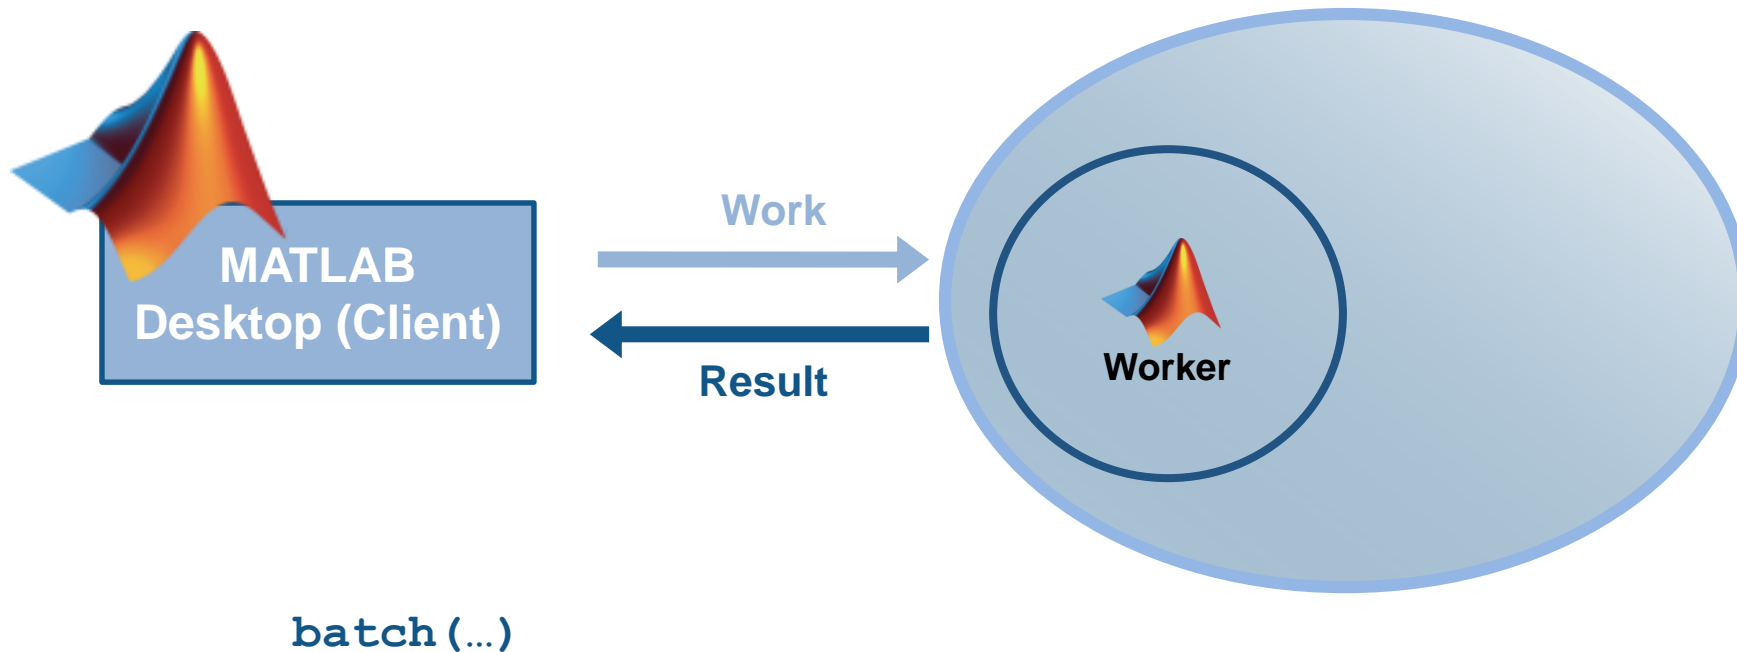 MATLAB
Desktop (Client)
Work
Result
Worker
batch(…)